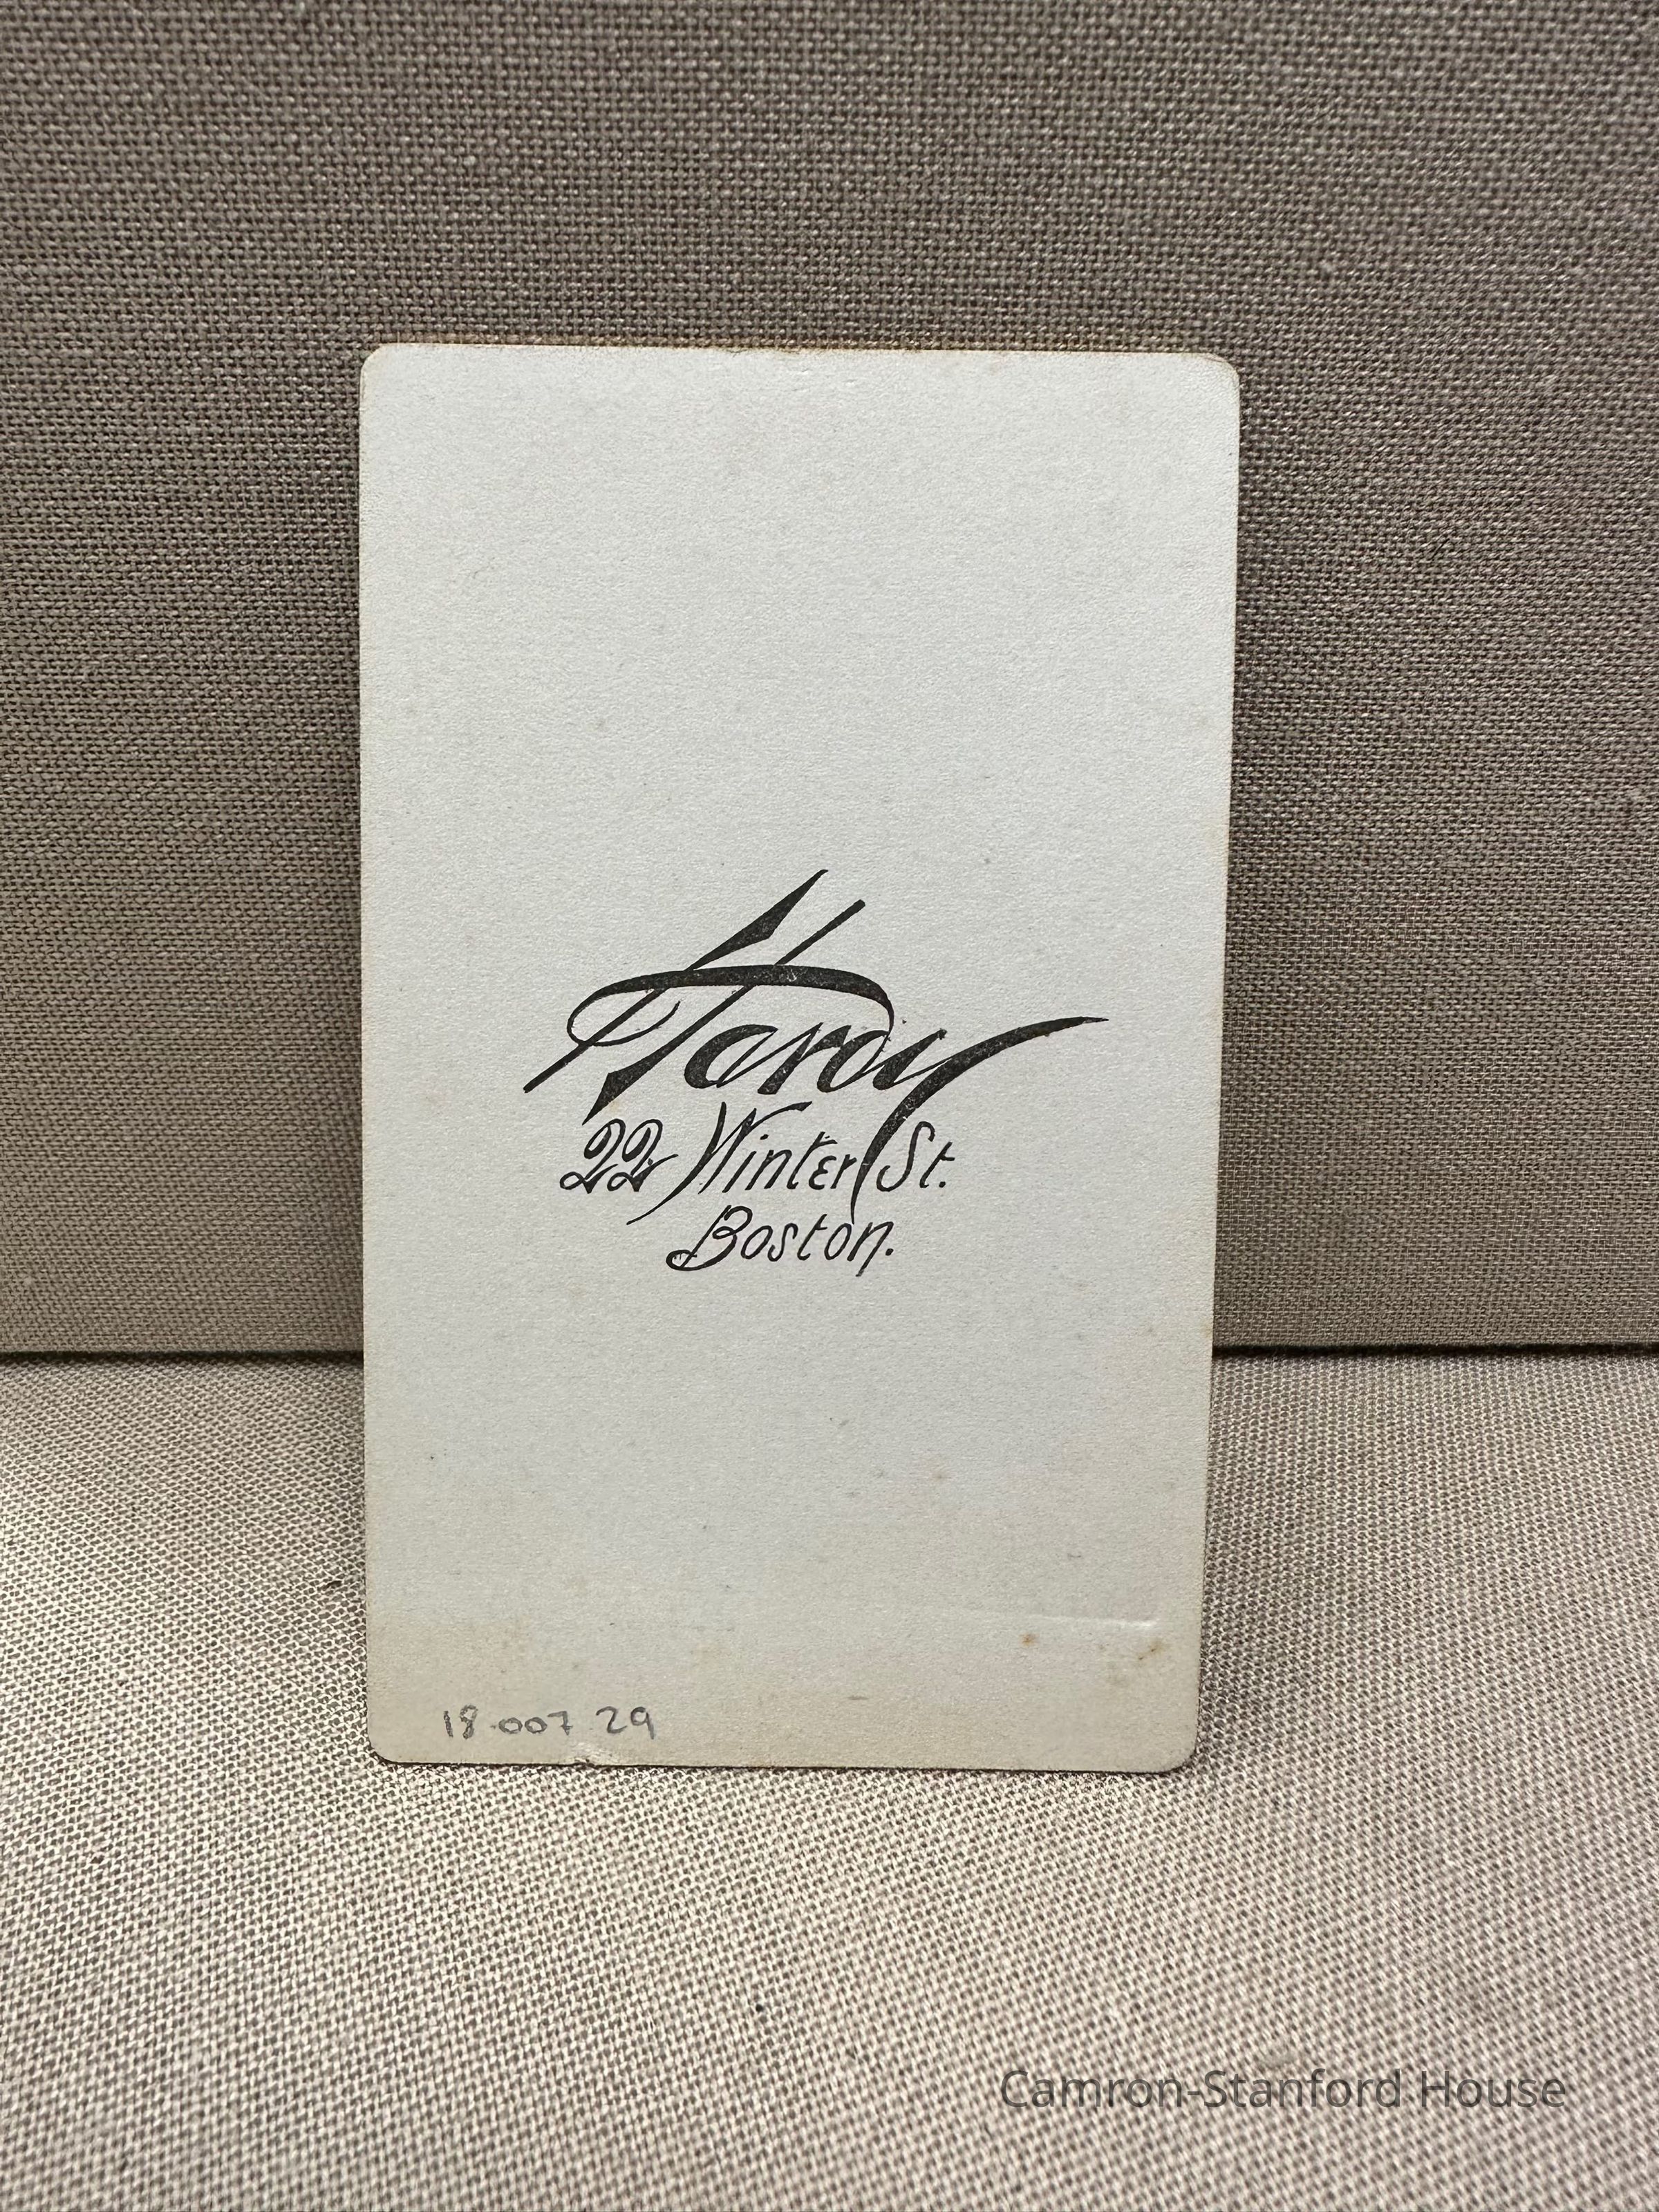 Hardy
22 Winter St.
Boston.
18.007.29
Camron-Stanford House